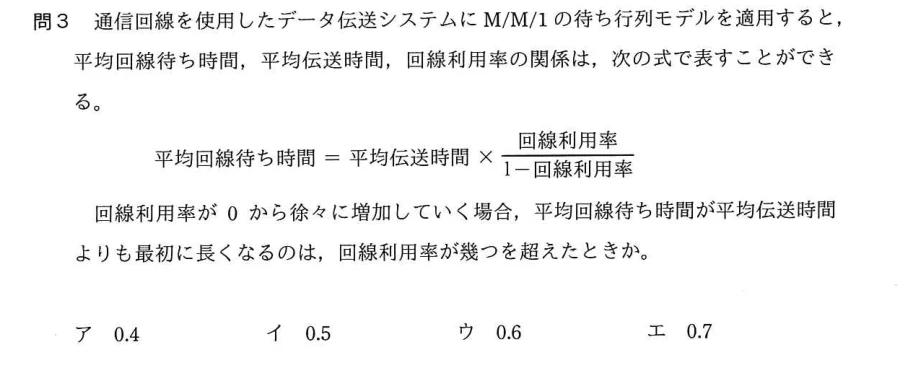 問3 通信回線を使用したデータ伝送システムに M/M/1 の待ち行列モデルを適用すると，
平均回線待ち時間，平均伝送時間，回線利用率の関係は，次の式で表すことができ
る。
平均回線待ち時間 ＝ 平均伝送時間 × 回線利用率 / 1－回線利用率
回線利用率が 0 から徐々に増加していく場合，平均回線待ち時間が平均伝送時間
よりも最初に長くなるのは，回線利用率が幾つを超えたときか。
ア 0.4 イ 0.5 ウ 0.6 エ 0.7